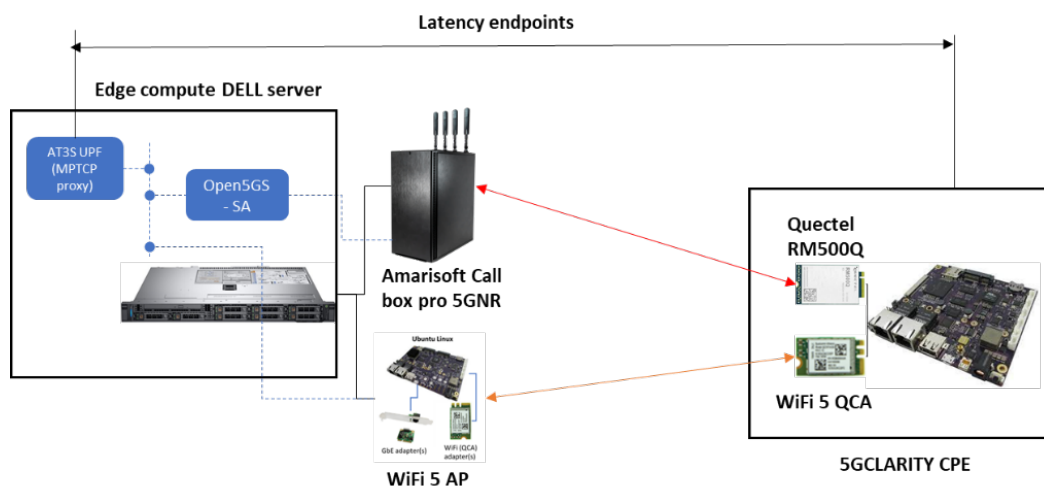 Latency endpoints
Edge compute DELL server
AT3S UPF
(MPTCP
proxy)
Open5GS
- SA
Amarisoft Call
box pro 5GNR
Quectel
RM500Q
Ubuntu Linux
GbE adapter(s)
WiFi (QCA)
adapter(s)
WiFi 5 AP
WiFi 5 QCA
5GCLARITY CPE